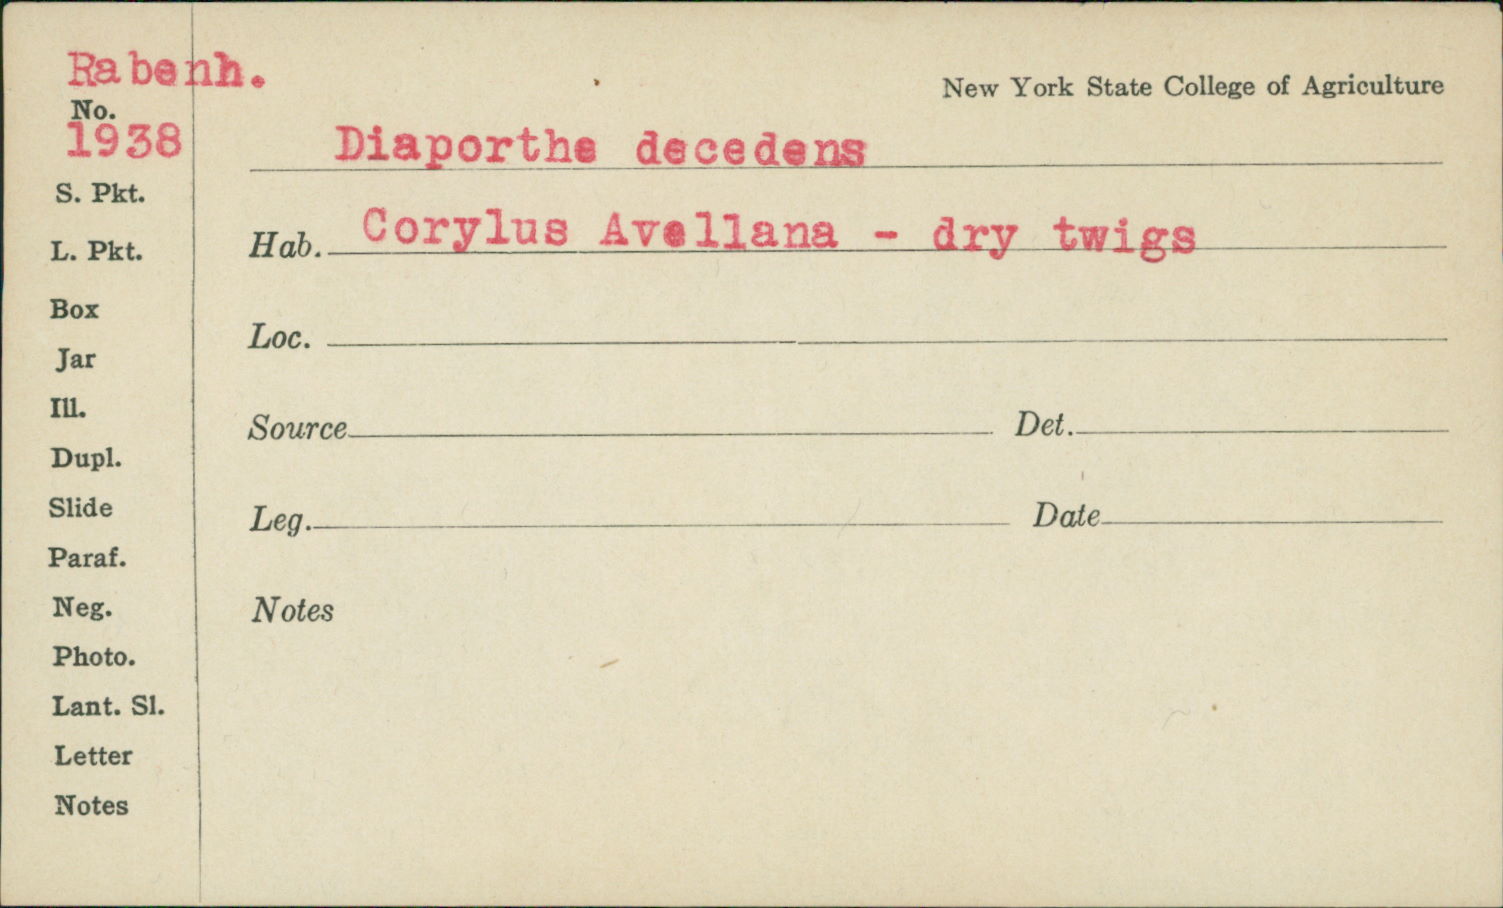 Rabenh.
New York State College of Agriculture
No.
1938
Diaporthe decedens
S. Pkt.
Hab. Corylus Avellana - dry twigs
L. Pkt.
Box
Loc.
Jar
Ill.
Source Det.
Dupl.
Slide
Leg. Date
Paraf.
Neg.
Notes
Photo.
Lant. Sl.
Letter
Notes